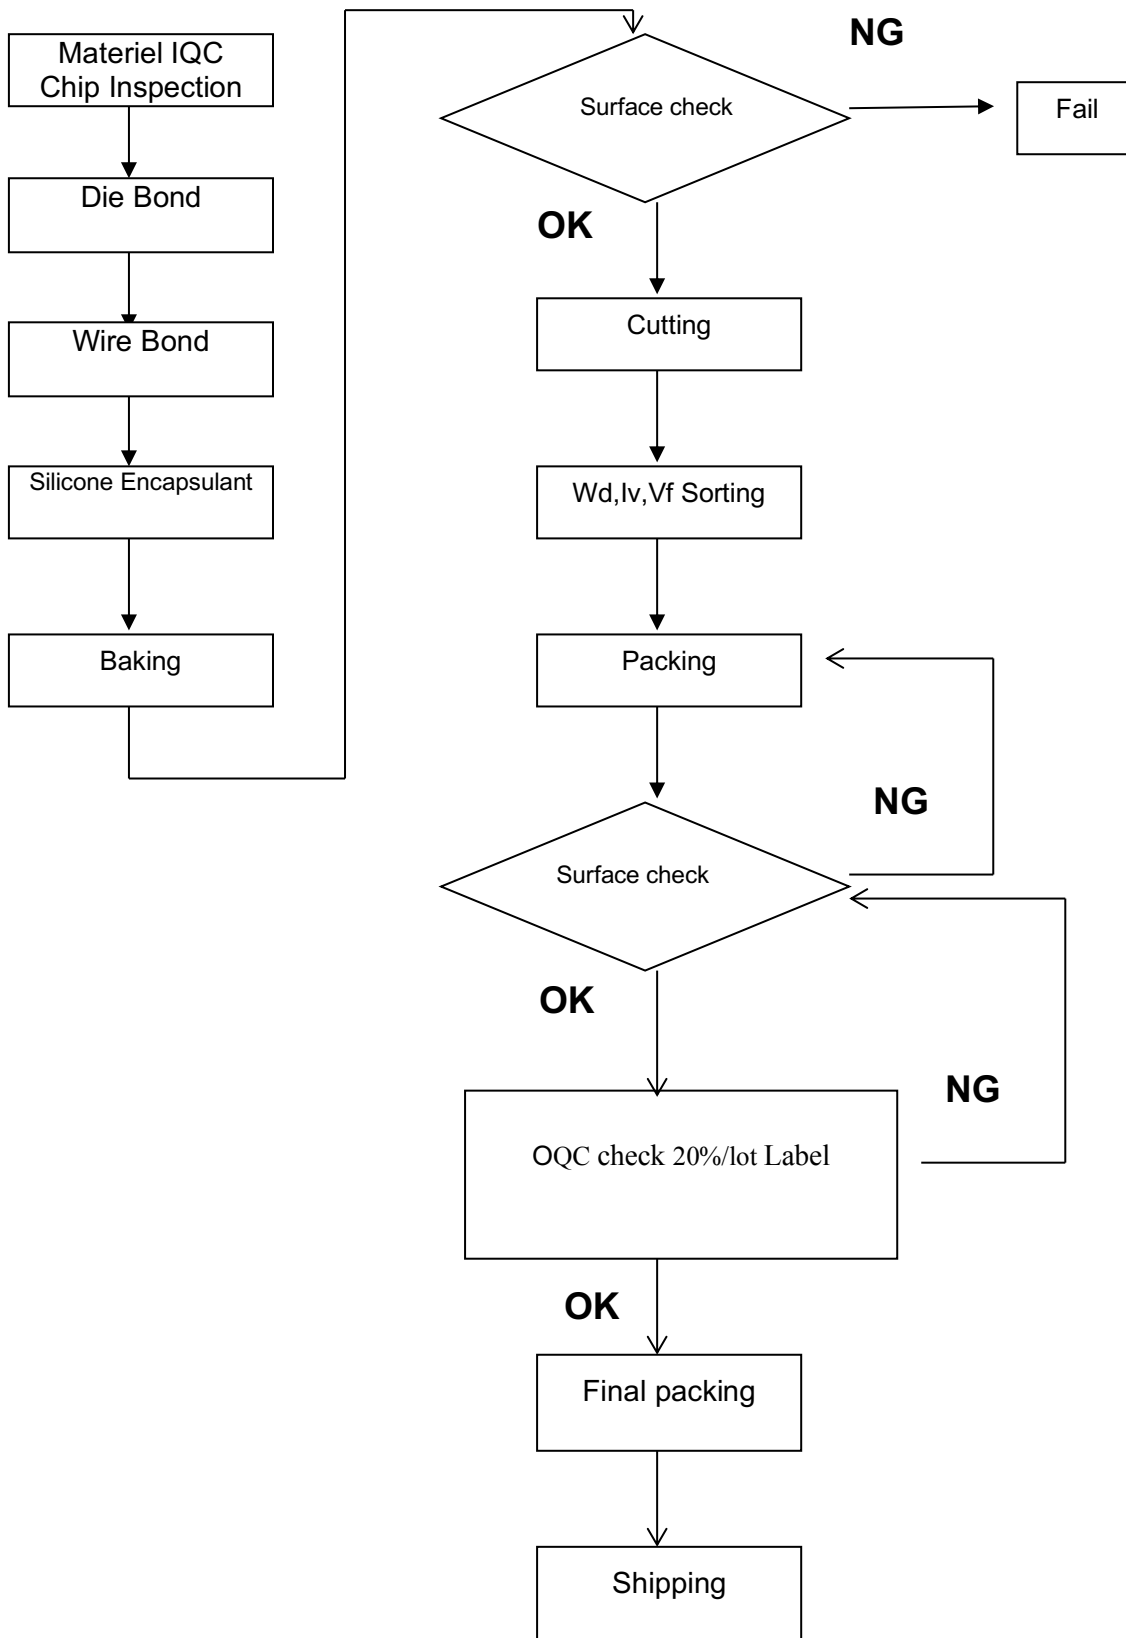 Materiel IQC
Chip Inspection
Die Bond
Wire Bond
Silicone Encapsulant
Baking
Surface check
NG
Fail
OK
Cutting
Wd,Iv,Vf Sorting
Packing
NG
Surface check
OK
NG
OQC check 20%/lot Label
OK
Final packing
Shipping